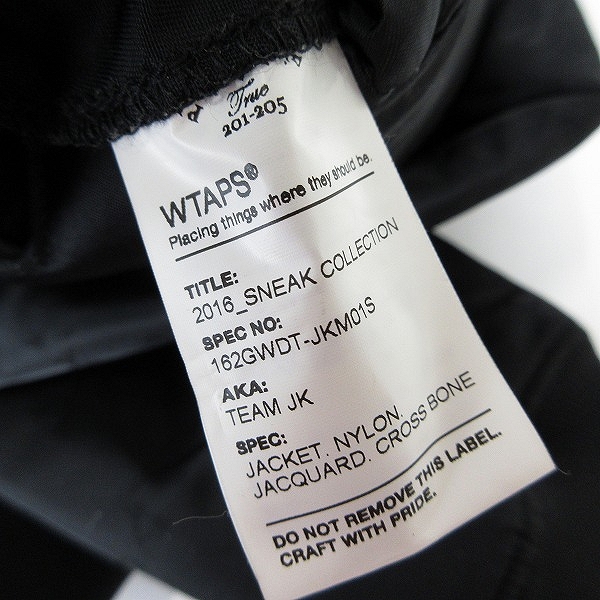 True
201-205
WTAPS®
Placing things where they should be.
TITLE:
2016_SNEAK COLLECTION
SPEC NO:
162GWDT-JKM01S
AKA:
TEAM JK
SPEC:
JACKET. NYLON.
JACQUARD. CROSS BONE
DO NOT REMOVE THIS LABEL.
CRAFT WITH PRIDE.